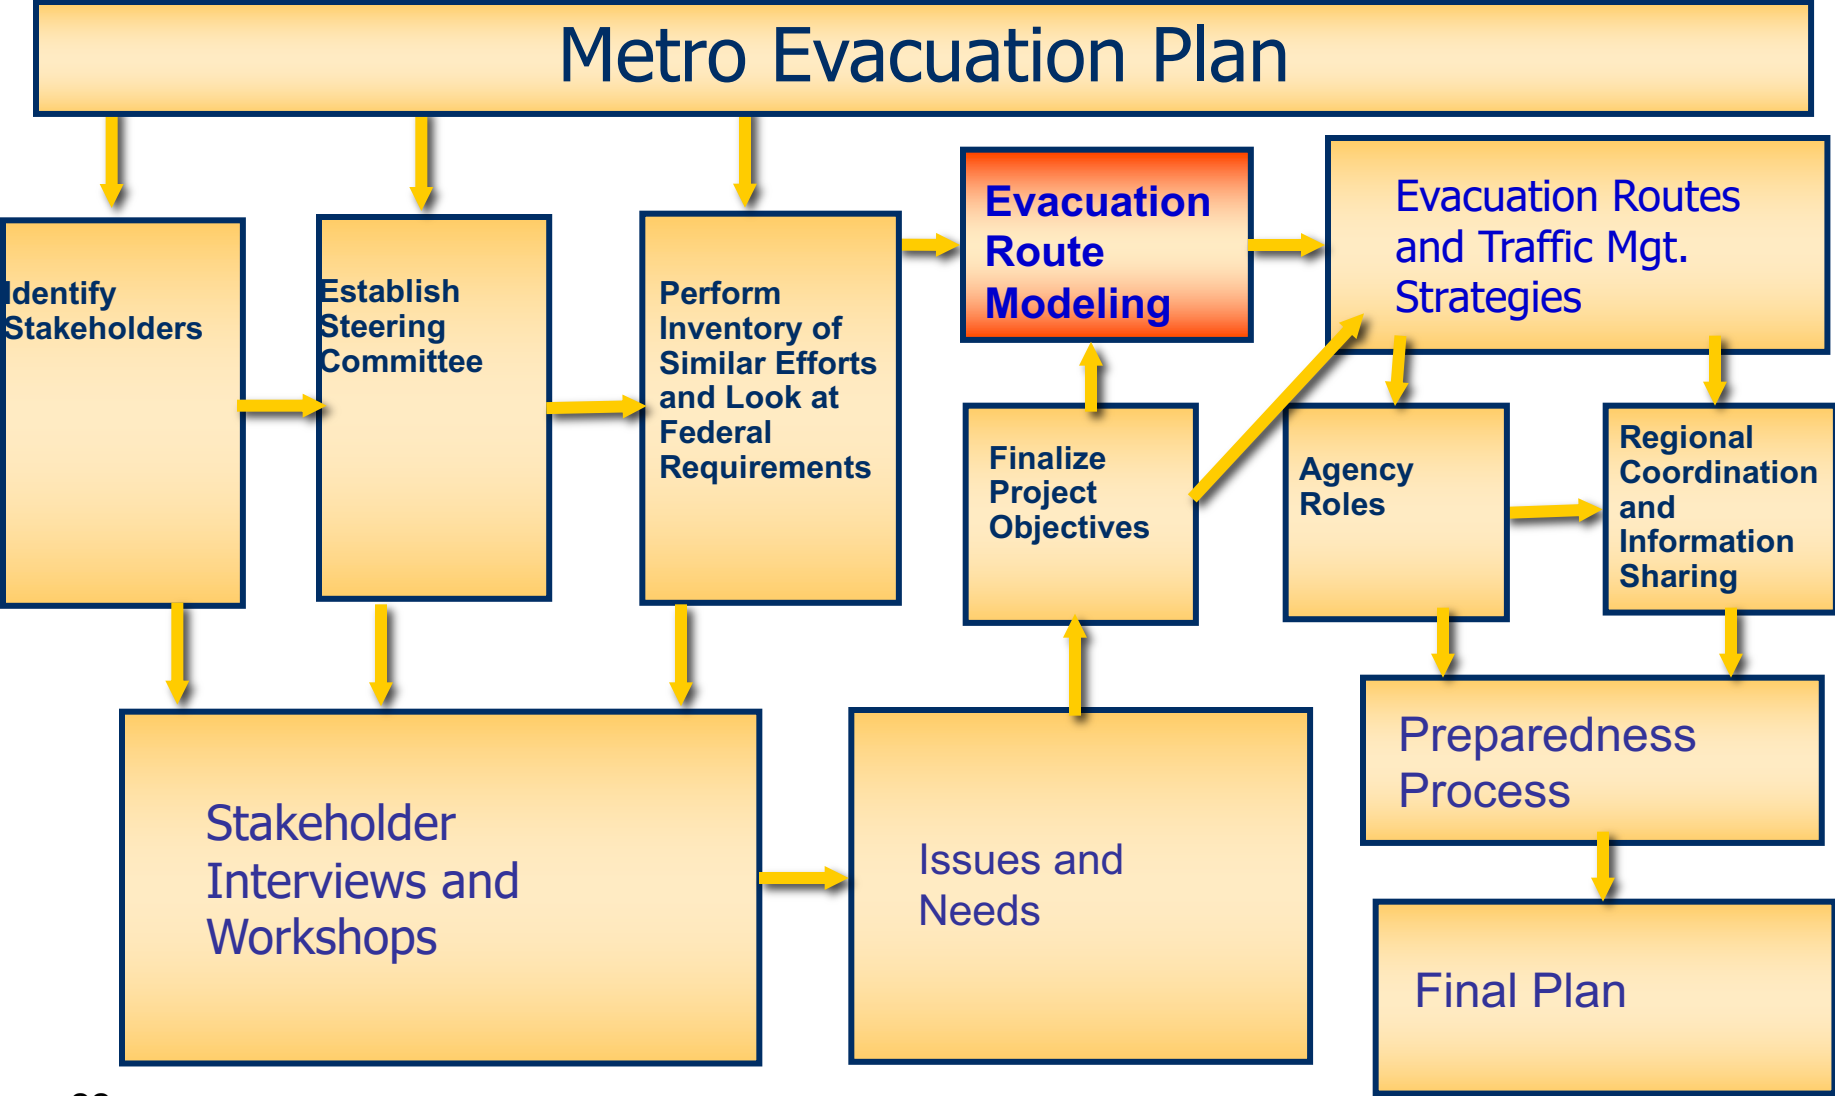 Metro Evacuation Plan
Identify
Stakeholders
Establish
Steering
Committee
Perform
Inventory of
Similar Efforts
and Look at
Federal
Requirements
Evacuation
Route
Modeling
Evacuation Routes
and Traffic Mgt.
Strategies
Finalize
Project
Objectives
Agency
Roles
Regional
Coordination
and
Information
Sharing
Stakeholder
Interviews and
Workshops
Issues and
Needs
Preparedness
Process
Final Plan